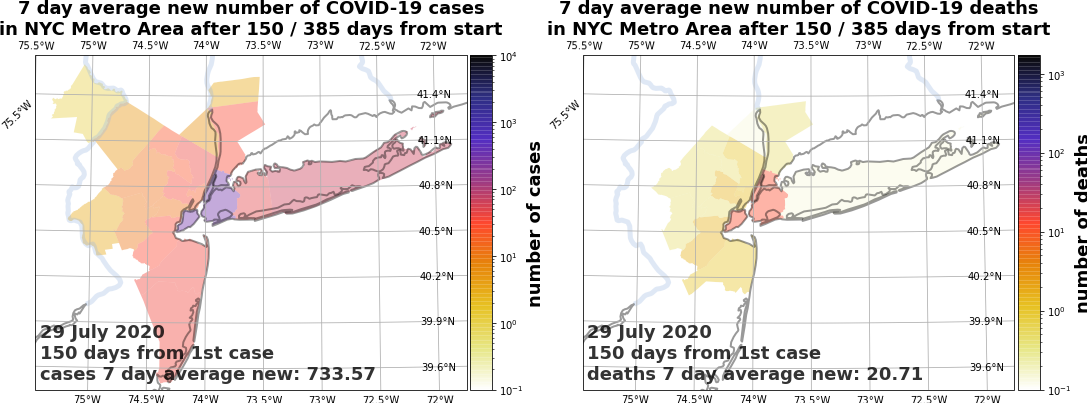 7 day average new number of COVID-19 cases
in NYC Metro Area after 150 / 385 days from start
75.5°W 75°W 74.5°W 74°W 73.5°W 73°W 72.5°W 72°W
75.5°W
41.4°N
41.1°N
40.8°N
40.5°N
40.2°N
39.9°N
39.6°N
29 July 2020
150 days from 1st case
cases 7 day average new: 733.57
75°W 74.5°W 74°W 73.5°W 73°W 72.5°W 72°W
10⁴
10³
10²
10¹
10⁰
10⁻¹
number of cases
7 day average new number of COVID-19 deaths
in NYC Metro Area after 150 / 385 days from start
75.5°W 75°W 74.5°W 74°W 73.5°W 73°W 72.5°W 72°W
75.5°W
41.4°N
41.1°N
40.8°N
40.5°N
40.2°N
39.9°N
39.6°N
29 July 2020
150 days from 1st case
deaths 7 day average new: 20.71
75°W 74.5°W 74°W 73.5°W 73°W 72.5°W 72°W
10³
10²
10¹
10⁰
10⁻¹
number of deaths